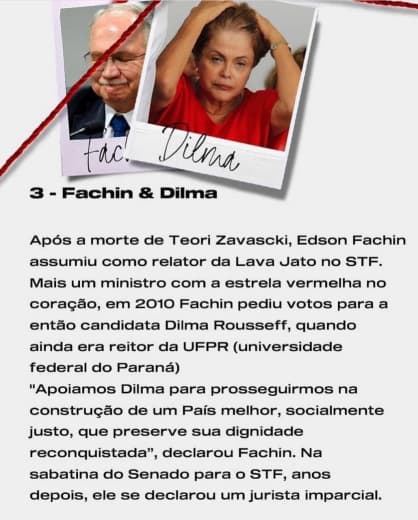 Fach
Dilma
3 - Fachin & Dilma
Após a morte de Teori Zavascki, Edson Fachin
assumiu como relator da Lava Jato no STF.
Mais um ministro com a estrela vermelha no
coração, em 2010 Fachin pediu votos para a
então candidata Dilma Rousseff, quando
ainda era reitor da UFPR (universidade
federal do Paraná)
"Apoiamos Dilma para prosseguirmos na
construção de um País melhor, socialmente
justo, que preserve sua dignidade
reconquistada”, declarou Fachin. Na
sabatina do Senado para o STF, anos
depois, ele se declarou um jurista imparcial.